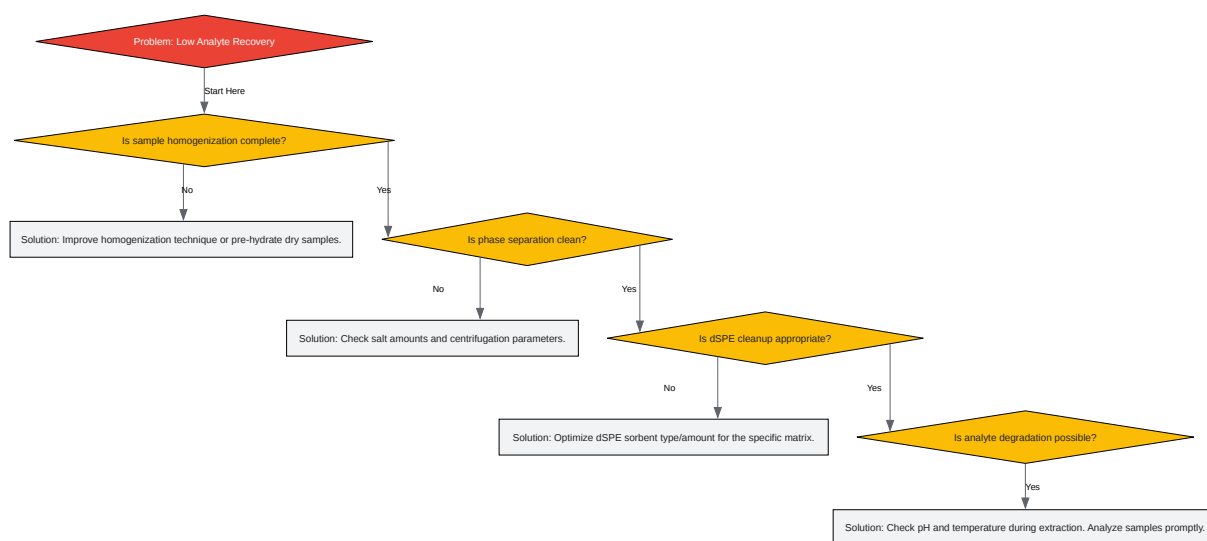 Problem: Low Analyte Recovery
Start Here
Is sample homogenization complete?
No
Yes
Solution: Improve homogenization technique or pre-hydrate dry samples.
Is phase separation clean?
No
Yes
Solution: Check salt amounts and centrifugation parameters.
Is dSPE cleanup appropriate?
No
Yes
Solution: Optimize dSPE sorbent type/amount for the specific matrix.
Is analyte degradation possible?
Yes
Solution: Check pH and temperature during extraction. Analyze samples promptly.